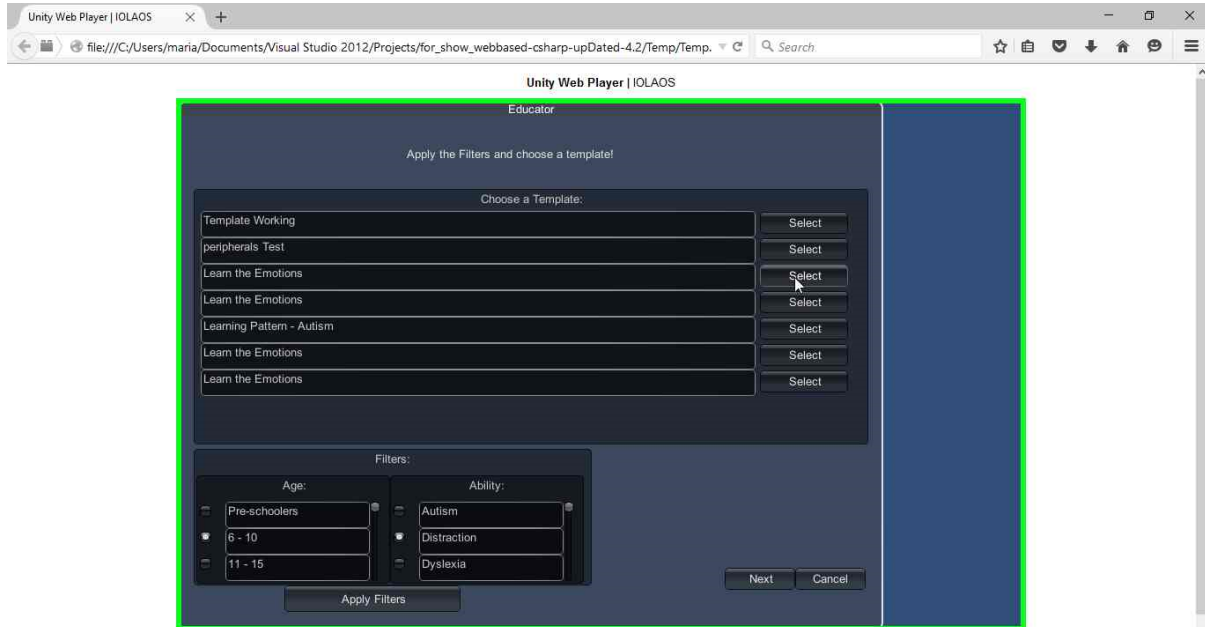 Unity Web Player | IOLAOS
file:///C:/Users/maria/Documents/Visual Studio 2012/Projects/for_show_webbased-csharp-upDated-4.2/Temp/Temp.
Search
Unity Web Player | IOLAOS
Educator
Apply the Filters and choose a template!
Choose a Template:
Template Working Select
peripherals Test Select
Learn the Emotions Select
Learn the Emotions Select
Learning Pattern - Autism Select
Learn the Emotions Select
Learn the Emotions Select
Filters:
Age: Ability:
Pre-schoolers Autism
6 - 10 Distraction
11 - 15 Dyslexia
Next Cancel
Apply Filters